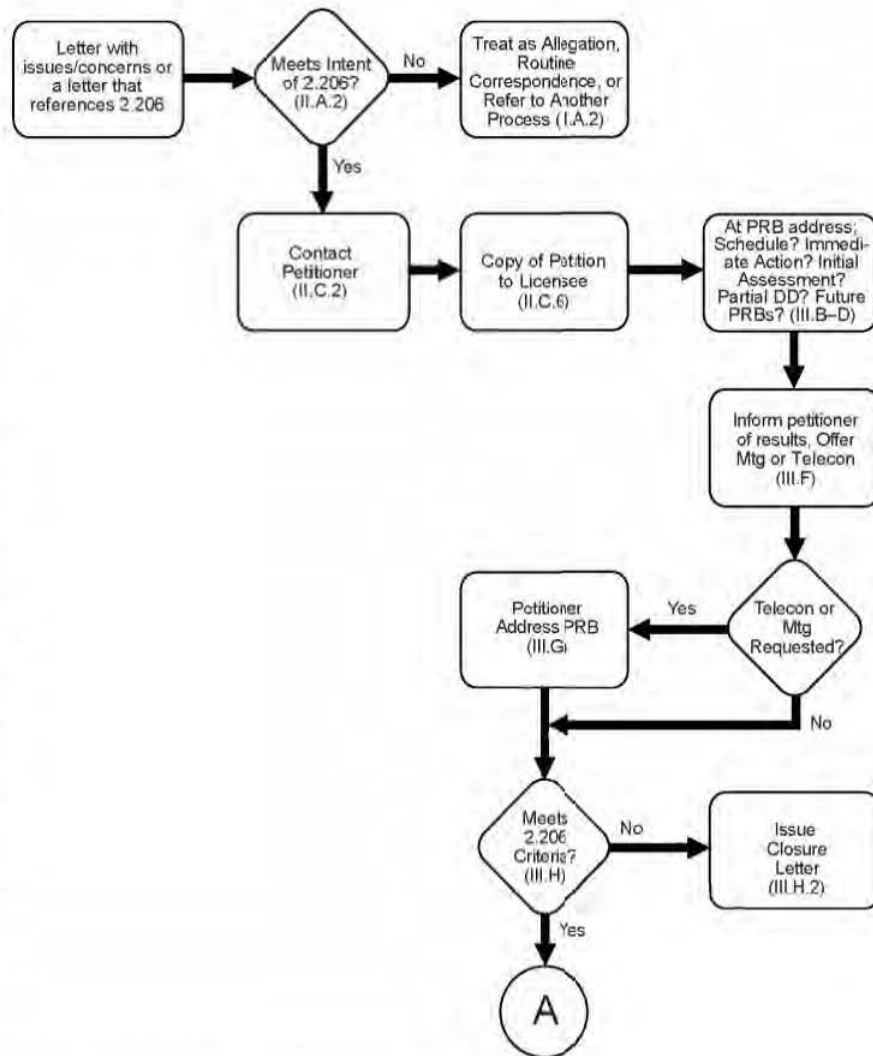 Letter with
issues/concerns or
a letter that
references 2.206
Meets Intent
of 2.206?
(II.A.2)
No
Treat as Allegation,
Routine
Correspondence, or
Refer to Another
Process (I.A.2)
Yes
Contact
Petitioner
(II.C.2)
Copy of Petition
to Licensee
(II.C.6)
At PRB address;
Schedule? Immedi-
ate Action? Initial
Assessment?
Partial DD? Future
PRBs? (III.B–D)
Inform petitioner
of results, Offer
Mtg or Telecon
(III.F)
Telecon or
Mtg
Requested?
Yes
Petitioner
Address PRB
(III.G)
No
Meets
2.206
Criteria?
(III.H)
No
Issue
Closure
Letter
(III.H.2)
Yes
A